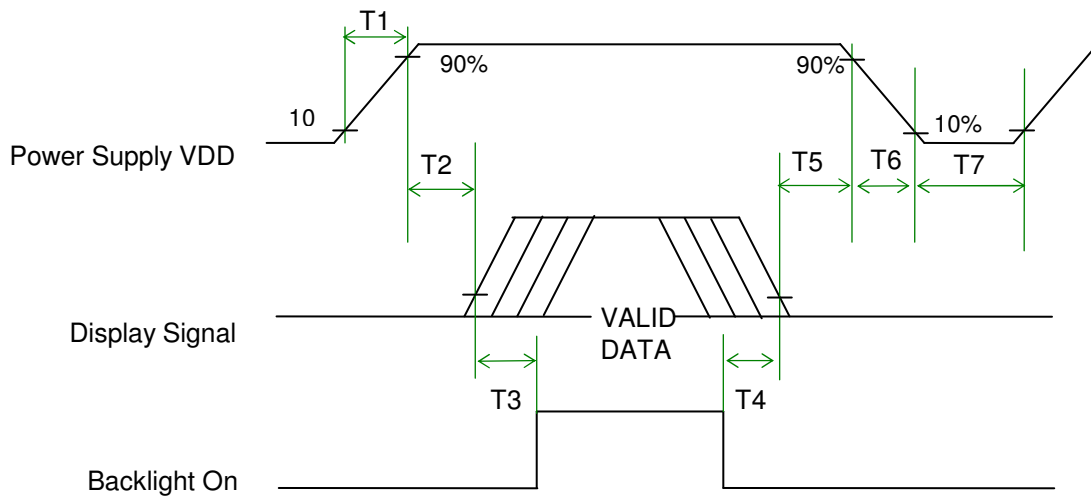 T1
90%
90%
10
10%
Power Supply VDD
T2
T5
T6
T7
VALID
DATA
Display Signal
T3
T4
Backlight On